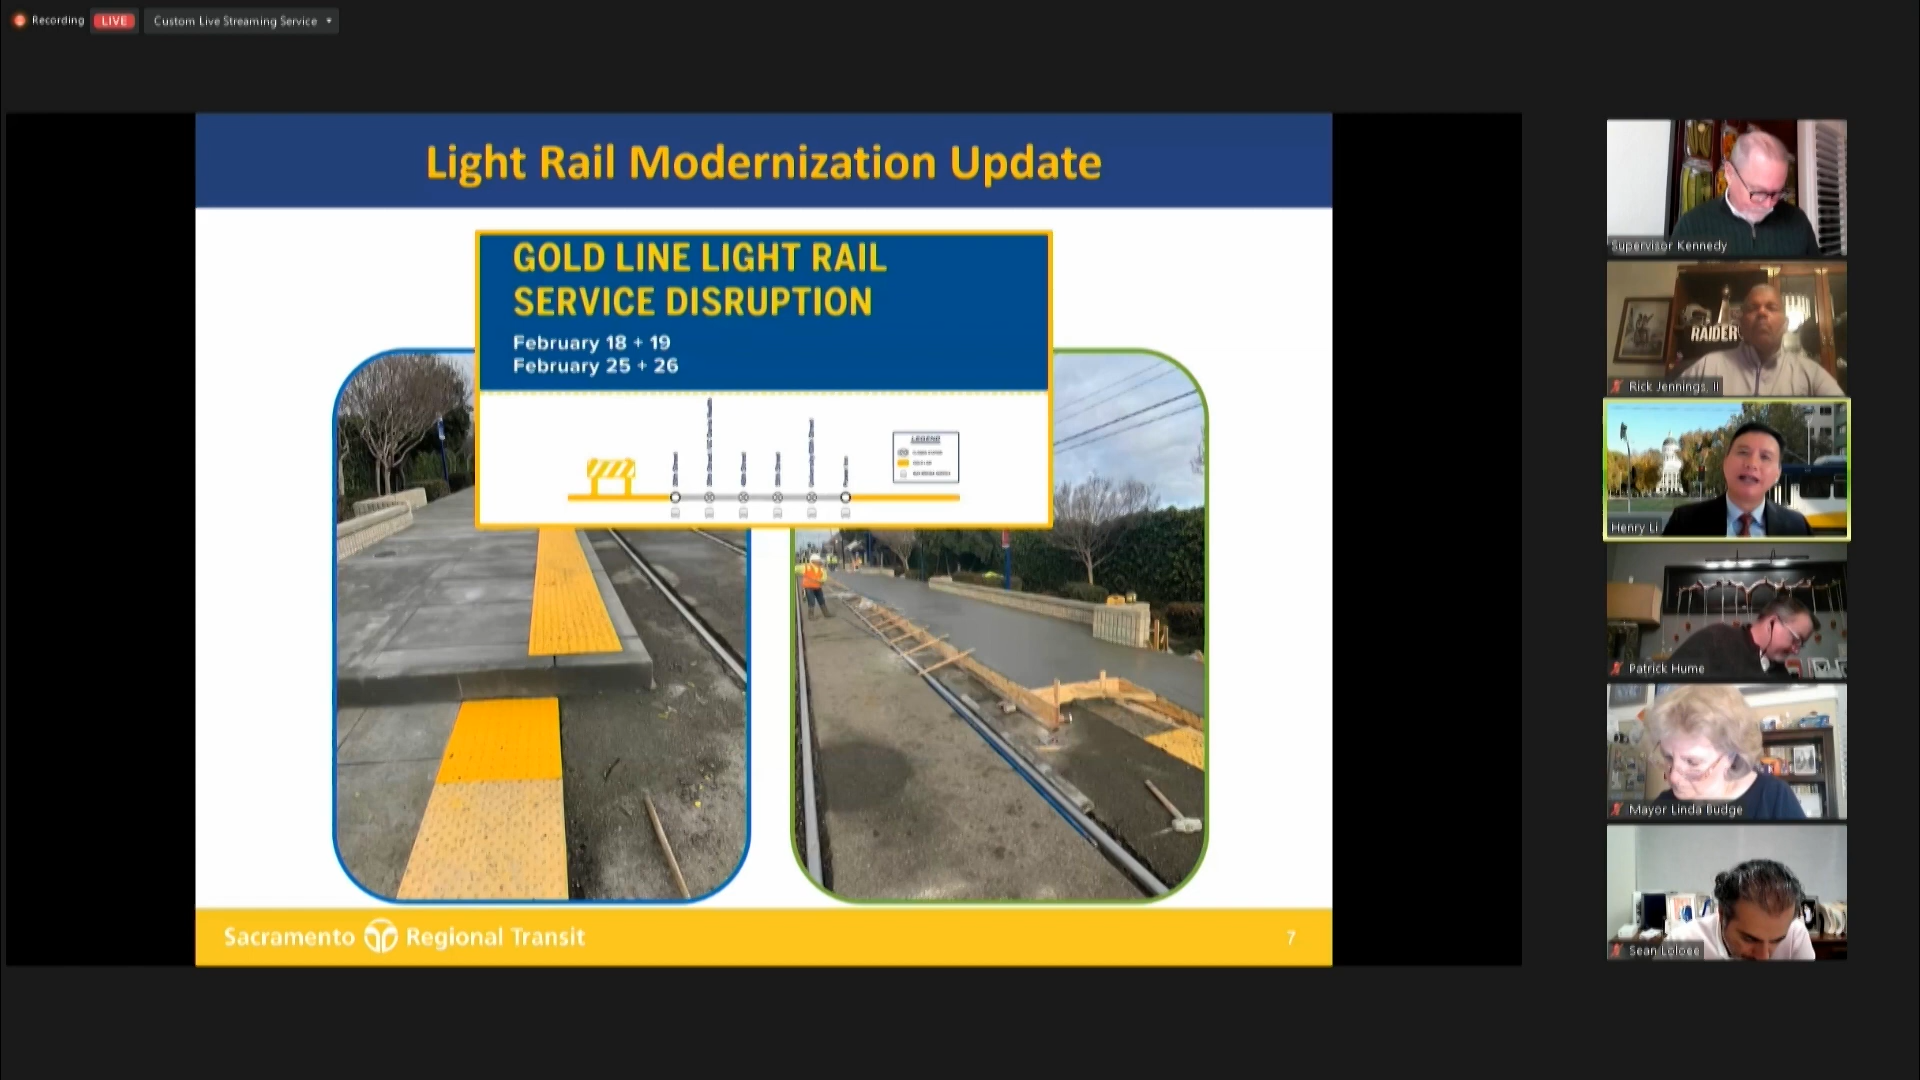 Recording
LIVE
Custom Live Streaming Service
Light Rail Modernization Update
GOLD LINE LIGHT RAIL
SERVICE DISRUPTION
February 18 + 19
February 25 + 26
LEGEND
Sacramento Regional Transit
7
Supervisor Kennedy
RAIDER
Rick Jennings, II
Henry Li
Patrick Hume
Mayor Linda Budge
Sean Loloee